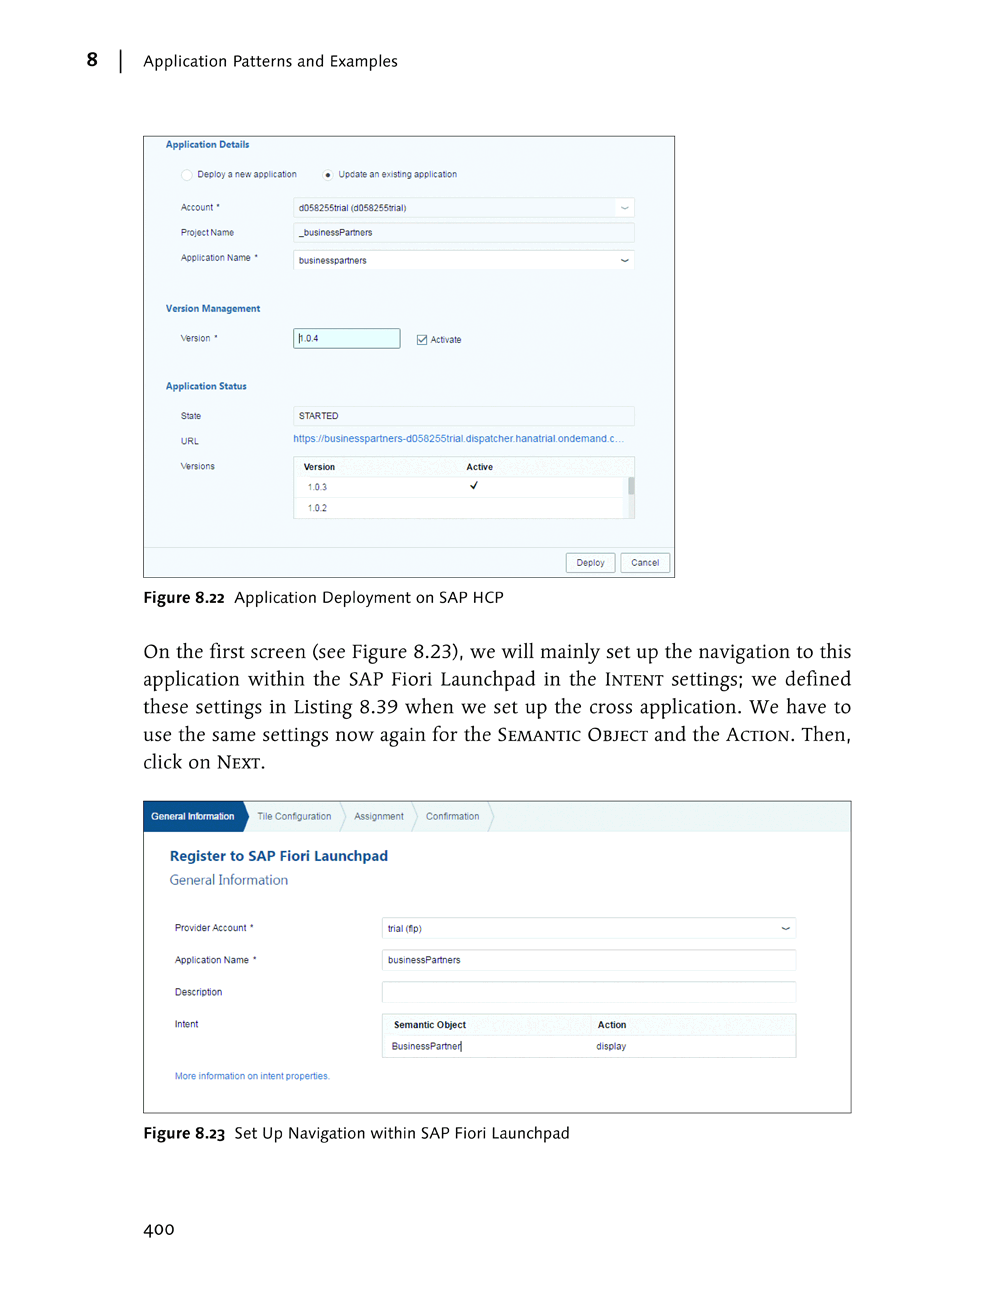 8 | Application Patterns and Examples
Application Details
Deploy a new application Update an existing application
Account * d058255trial (d058255trial)
Project Name _businessPartners
Application Name * businesspartners
Version Management
Version * 1.0.4 Activate
Application Status
State STARTED
URL https://businesspartners-d058255trial.dispatcher.hanatrial.ondemand.c...
Versions Version Active
1.0.3 ✓
1.0.2
Deploy Cancel
Figure 8.22 Application Deployment on SAP HCP
On the first screen (see Figure 8.23), we will mainly set up the navigation to this
application within the SAP Fiori Launchpad in the INTENT settings; we defined
these settings in Listing 8.39 when we set up the cross application. We have to
use the same settings now again for the SEMANTIC OBJECT and the ACTION. Then,
click on NEXT.
General Information Tile Configuration Assignment Confirmation
Register to SAP Fiori Launchpad
General Information
Provider Account * trial (flp)
Application Name * businessPartners
Description
Intent Semantic Object Action
BusinessPartner display
More information on intent properties.
Figure 8.23 Set Up Navigation within SAP Fiori Launchpad
400